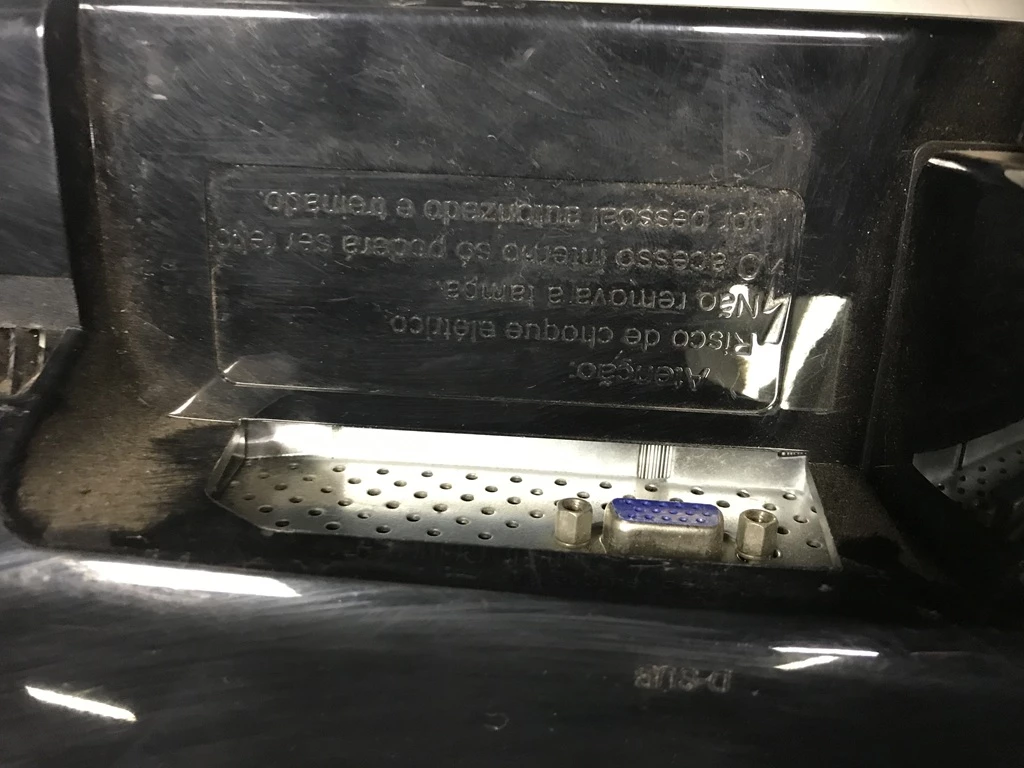 Atenção:
Risco de choque elétrico.
Não remova a tampa.
O acesso interno só poderá ser feito
por pessoal autorizado e treinado.
D-SUB